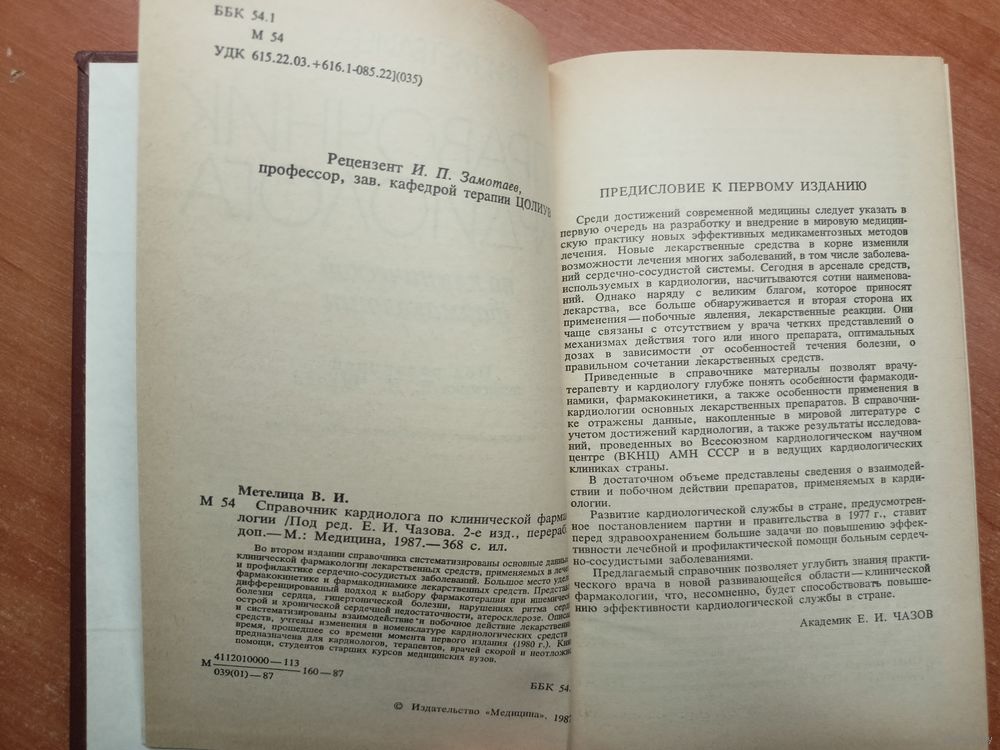 ББК 54.1
М 54
УДК 615.22.03.+616.1-085.22](035)
Рецензент И. П. Замотаев,
профессор, зав. кафедрой терапии ЦОЛИУВ
Метелица В. И.
М 54 Справочник кардиолога по клинической фарма
логии /Под ред. Е. И. Чазова. 2-е изд., перераб
доп.— М.: Медицина, 1987.—368 с. ил.
Во втором издании справочника систематизированы основные данные
клинической фармакологии лекарственных средств, применяемых в лече
и профилактике сердечно-сосудистых заболеваний. Большое место удел
фармакокинетике и фармакодинамике лекарственных средств. Представ
дифференцированный подход к выбору фармакотерапии при ишемическ
болезни сердца, гипертонической болезни, нарушениях ритма серд
острой и хронической сердечной недостаточности, атеросклерозе. Описа
и систематизированы взаимодействие и побочное действие лекарственн
средств, учтены изменения в номенклатуре кардиологических средств
время, прошедшее со времени момента первого издания (1980 г.). Кни
предназначена для кардиологов, терапевтов, врачей скорой и неотлож
помощи, студентов старших курсов медицинских вузов.
М 4112010000—113
039(01)—87 160—87
ББК 54.
© Издательство «Медицина», 1987
ПРЕДИСЛОВИЕ К ПЕРВОМУ ИЗДАНИЮ
Среди достижений современной медицины следует указать в
первую очередь на разработку и внедрение в мировую медицин-
скую практику новых эффективных медикаментозных методов
лечения. Новые лекарственные средства в корне изменили
возможности лечения многих заболеваний, в том числе заболева-
ний сердечно-сосудистой системы. Сегодня в арсенале средств,
используемых в кардиологии, насчитываются сотни наименова-
ний. Однако наряду с великим благом, которое приносят
лекарства, все больше обнаруживается и вторая сторона их
применения—побочные явления, лекарственные реакции. Они
чаще связаны с отсутствием у врача четких представлений о
механизмах действия того или иного препарата, оптимальных
дозах в зависимости от особенностей течения болезни, о
правильном сочетании лекарственных средств.
Приведенные в справочнике материалы позволят врачу-
терапевту и кардиологу глубже понять особенности фармакоди-
намики, фармакокинетики, а также особенности применения в
кардиологии основных лекарственных препаратов. В справочни-
ке отражены данные, накопленные в мировой литературе с
учетом достижений кардиологии, а также результаты исследова-
ний, проведенных во Всесоюзном кардиологическом научном
центре (ВКНЦ) АМН СССР и в ведущих кардиологических
клиниках страны.
В достаточном объеме представлены сведения о взаимодей-
ствии и побочном действии препаратов, применяемых в кардио-
логии.
Развитие кардиологической службы в стране, предусмотрен-
ное постановлением партии и правительства в 1977 г., ставит
перед здравоохранением большие задачи по повышению эффек-
тивности лечебной и профилактической помощи больным сердеч-
но-сосудистыми заболеваниями.
Предлагаемый справочник позволяет углубить знания практи-
ческого врача в новой развивающейся области—клинической
фармакологии, что, несомненно, будет способствовать повыше-
нию эффективности кардиологической службы в стране.
Академик Е. И. ЧАЗОВ